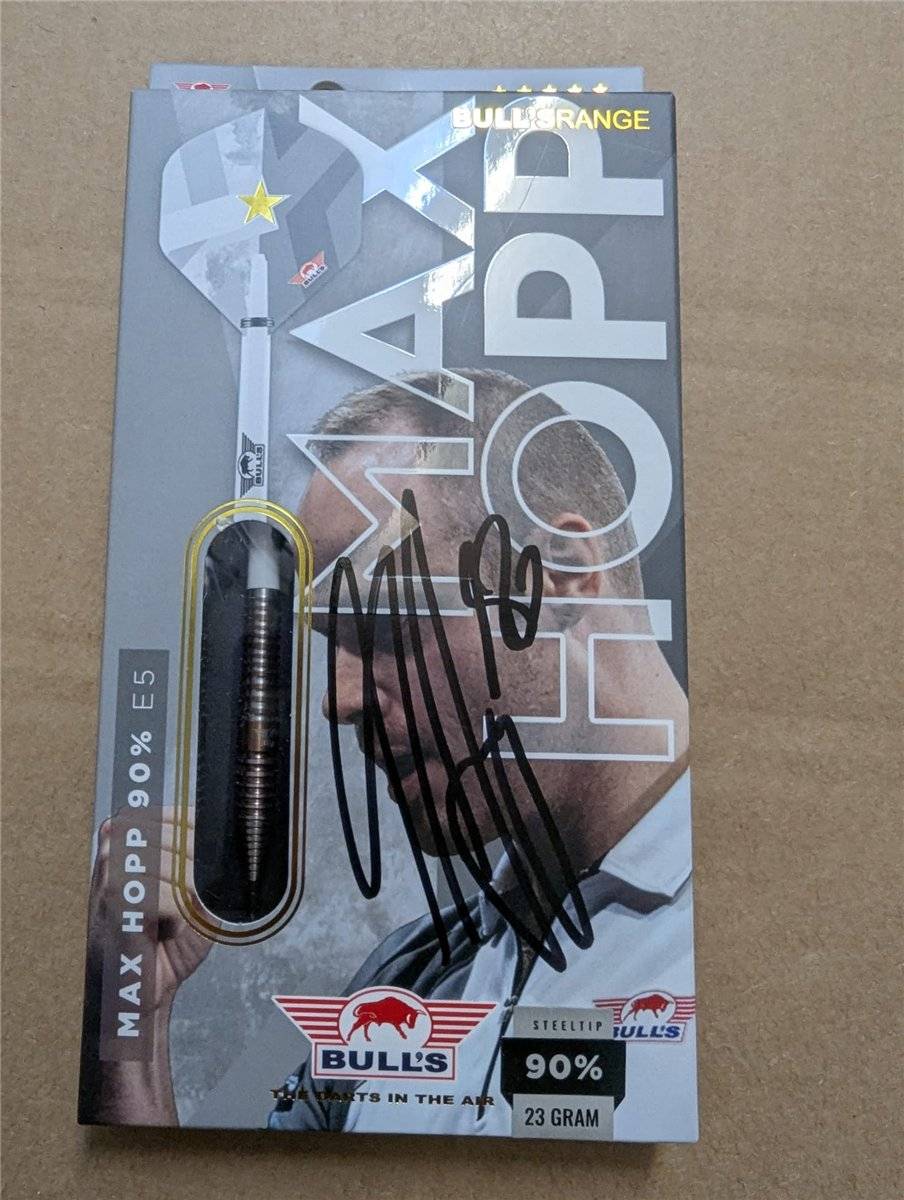 BULL'S RANGE
MAX
HOPP
BULL'S
BULL'S
MAX HOPP 90% E5
BULL'S
THE DARTS IN THE AIR
STEELTIP
90%
23 GRAM
BULL'S